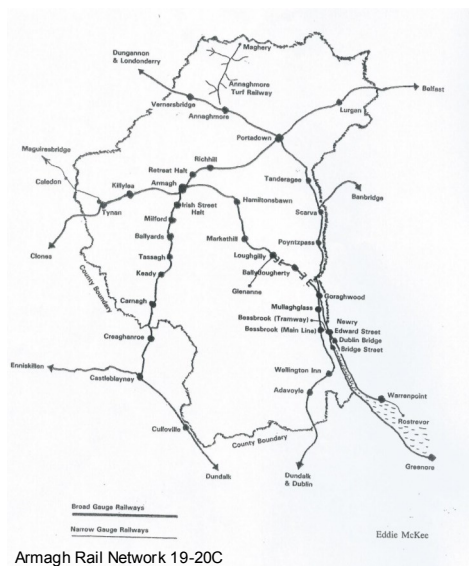 Maghery
Dungannon
& Londonderry
Annaghmore
Turf Railway
Belfast
Vernersbridge
Annaghmore
Lurgan
Portadown
Maguiresbridge
Richhill
Retreat Halt
Tanderagee
Caledon
Killylea
Armagh
Banbridge
Tynan
Irish Street
Halt
Hamiltonsbawn
Scarva
Milford
Clones
Ballyards
Markethill
Poyntzpass
Tassagh
Loughgilly
County Boundary
Keady
Ballydougherty
Glenanne
Goraghwood
Carnagh
Mullaghglass
Bessbrook (Tramway)
Newry
Creaghanroe
Bessbrook (Main Line)
Edward Street
Dublin Bridge
Bridge Street
Enniskillen
Wellington Inn
Castleblayney
Adavoyle
Warrenpoint
Rostrevor
Culloville
County Boundary
Greenore
Dundalk
Dundalk
& Dublin
Broad Gauge Railways
Narrow Gauge Railways
Eddie McKee
Armagh Rail Network 19-20C